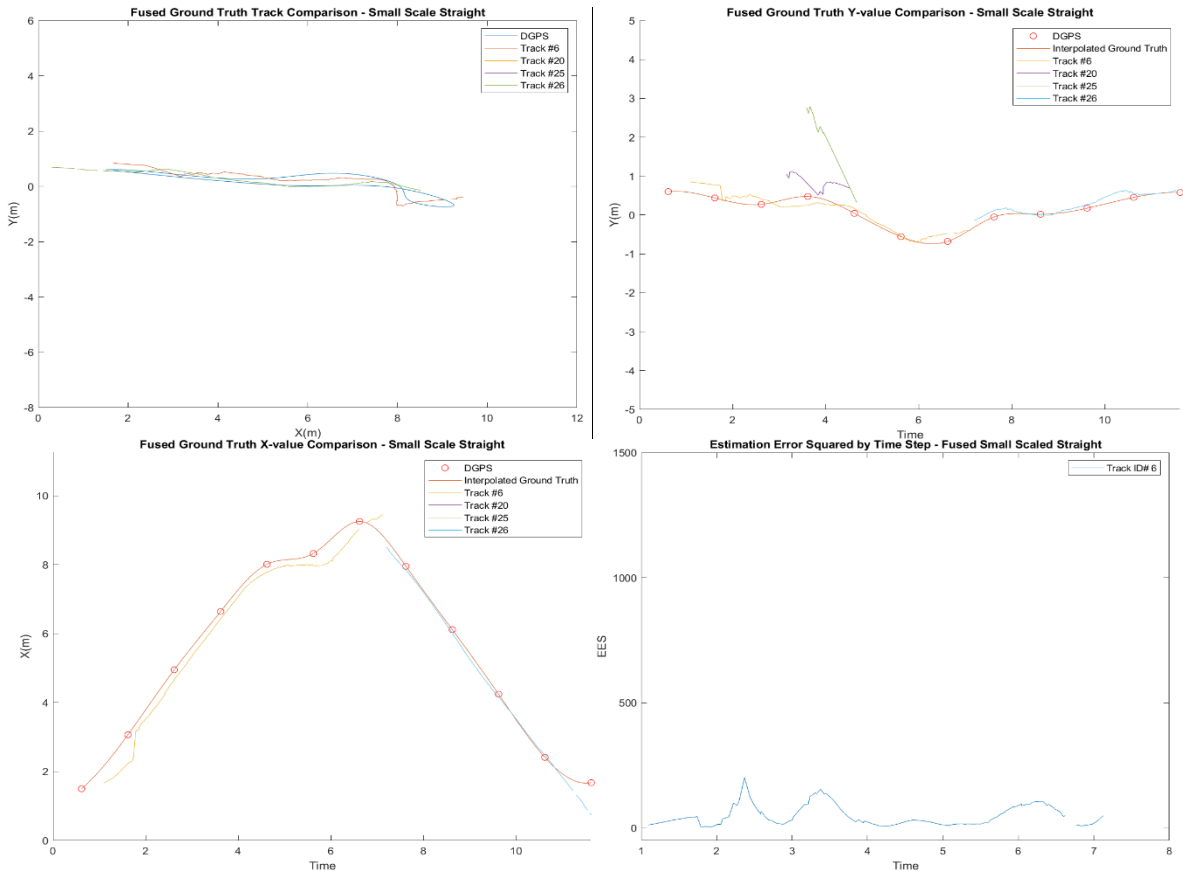 Fused Ground Truth Track Comparison - Small Scale Straight
6
4
2
0
-2
-4
-6
-8
Y(m)
0
2
4
6
8
10
12
X(m)
DGPS
Track #6
Track #20
Track #25
Track #26
Fused Ground Truth Y-value Comparison - Small Scale Straight
5
4
3
2
1
0
-1
-2
-3
-4
-5
Y(m)
0
2
4
6
8
10
Time
DGPS
Interpolated Ground Truth
Track #6
Track #20
Track #25
Track #26
Fused Ground Truth X-value Comparison - Small Scale Straight
10
8
6
4
2
0
X(m)
0
2
4
6
8
10
Time
DGPS
Interpolated Ground Truth
Track #6
Track #20
Track #25
Track #26
Estimation Error Squared by Time Step - Fused Small Scaled Straight
1500
1000
500
0
EES
1
2
3
4
5
6
7
8
Time
Track ID# 6